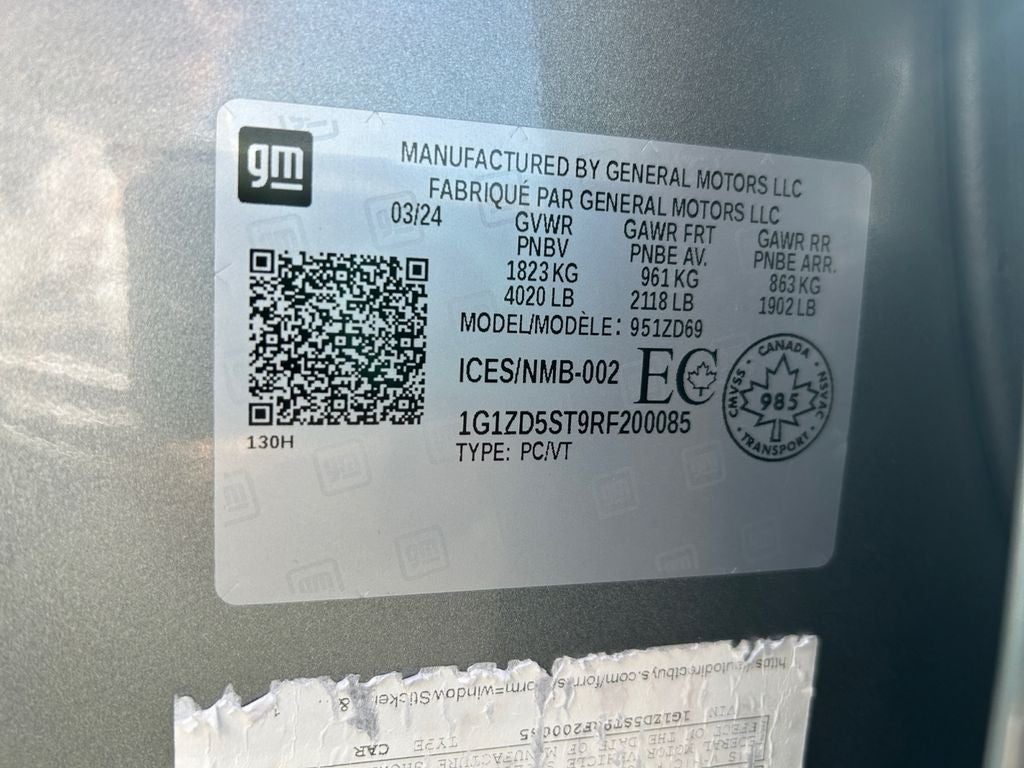 gm
MANUFACTURED BY GENERAL MOTORS LLC
FABRIQUÉ PAR GENERAL MOTORS LLC
03/24
GVWR GAWR FRT GAWR RR
PNBV PNBE AV. PNBE ARR.
1823 KG 961 KG 863 KG
4020 LB 2118 LB 1902 LB
MODEL/MODÈLE: 951ZD69
ICES/NMB-002 EC
CANADA
CMVSS 985 NSVAC
TRANSPORT
1G1ZD5ST9RF200085
TYPE: PC/VT
130H
CAR TYPE